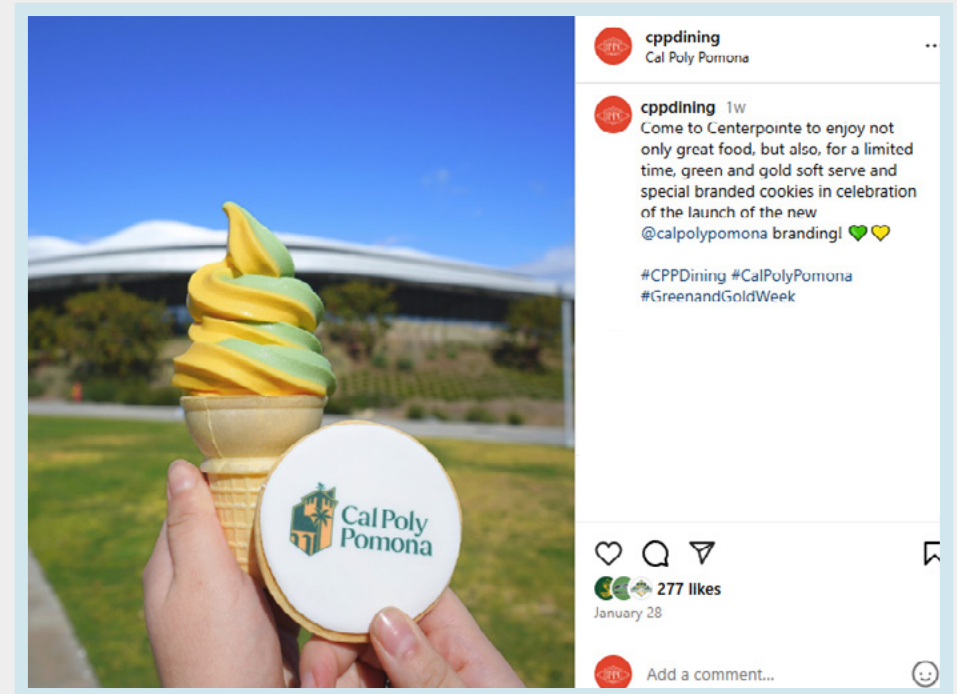 Cal Poly
Pomona
cppdining
Cal Poly Pomona
cppdining 1w
Come to Centerpointe to enjoy not
only great food, but also, for a limited
time, green and gold soft serve and
special branded cookies in celebration
of the launch of the new
@calpolypomona branding! 💚💛
#CPPDining #CalPolyPomona
#GreenandGoldWeek
277 likes
January 28
Add a comment...